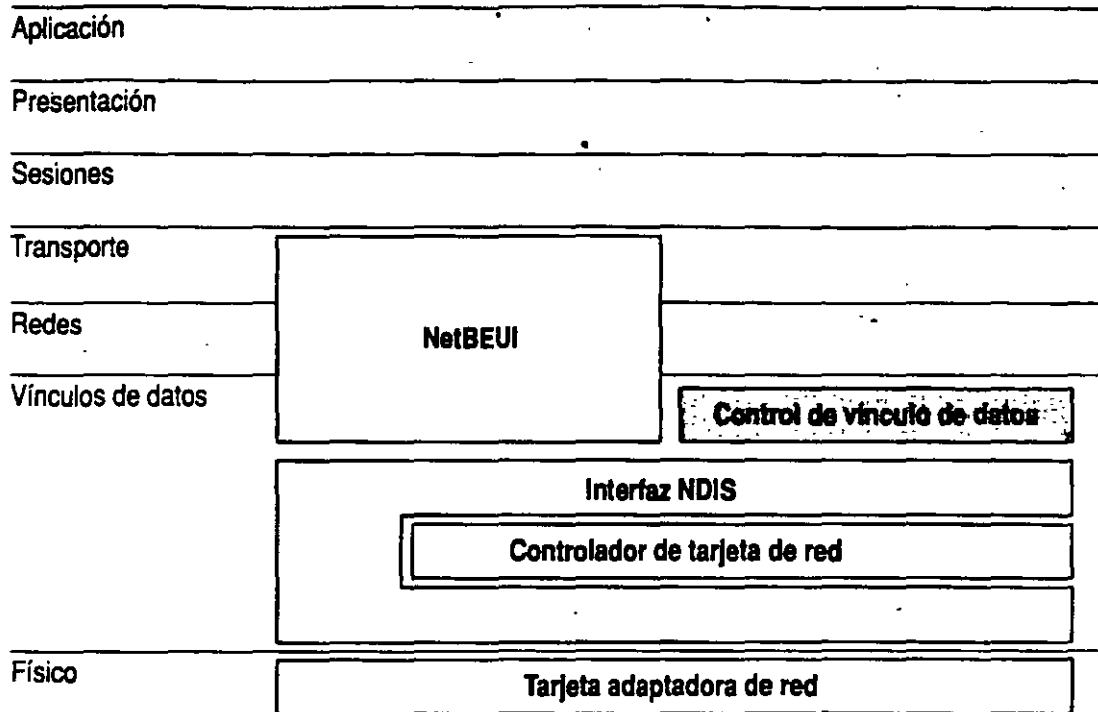 Aplicación
Presentación
Sesiones
Transporte
Redes
NetBEUI
Vínculos de datos
Control de vínculo de datos
Interfaz NDIS
Controlador de tarjeta de red
Físico
Tarjeta adaptadora de red